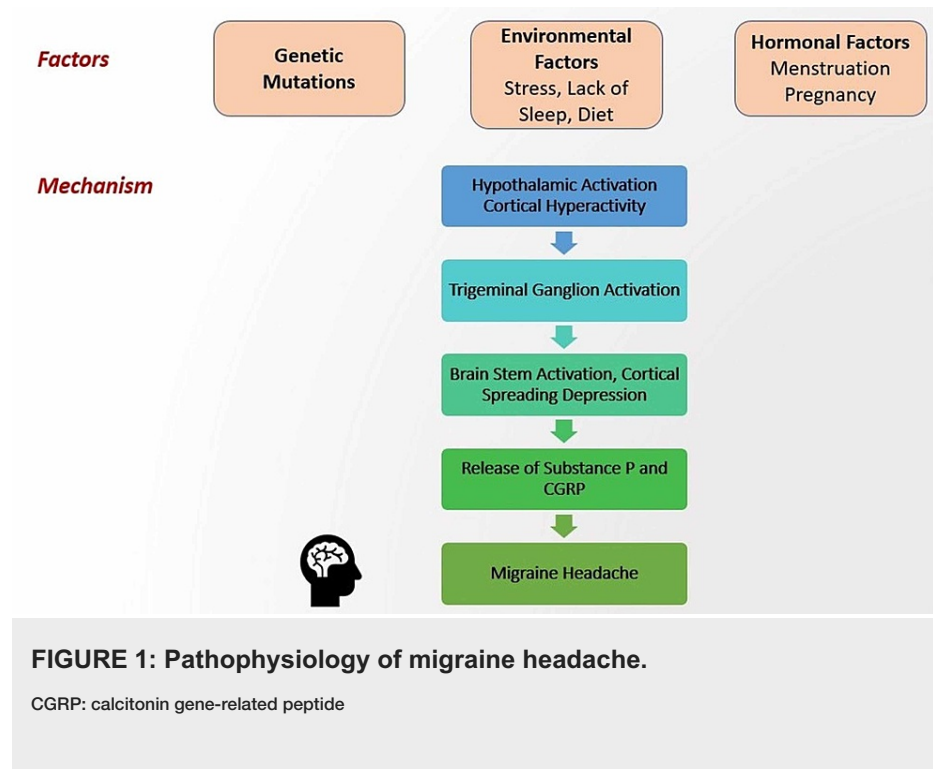 Factors
Genetic
Mutations
Environmental
Factors
Stress, Lack of
Sleep, Diet
Hormonal Factors
Menstruation
Pregnancy
Mechanism
Hypothalamic Activation
Cortical Hyperactivity
Trigeminal Ganglion Activation
Brain Stem Activation, Cortical
Spreading Depression
Release of Substance P and
CGRP
Migraine Headache
FIGURE 1: Pathophysiology of migraine headache.
CGRP: calcitonin gene-related peptide